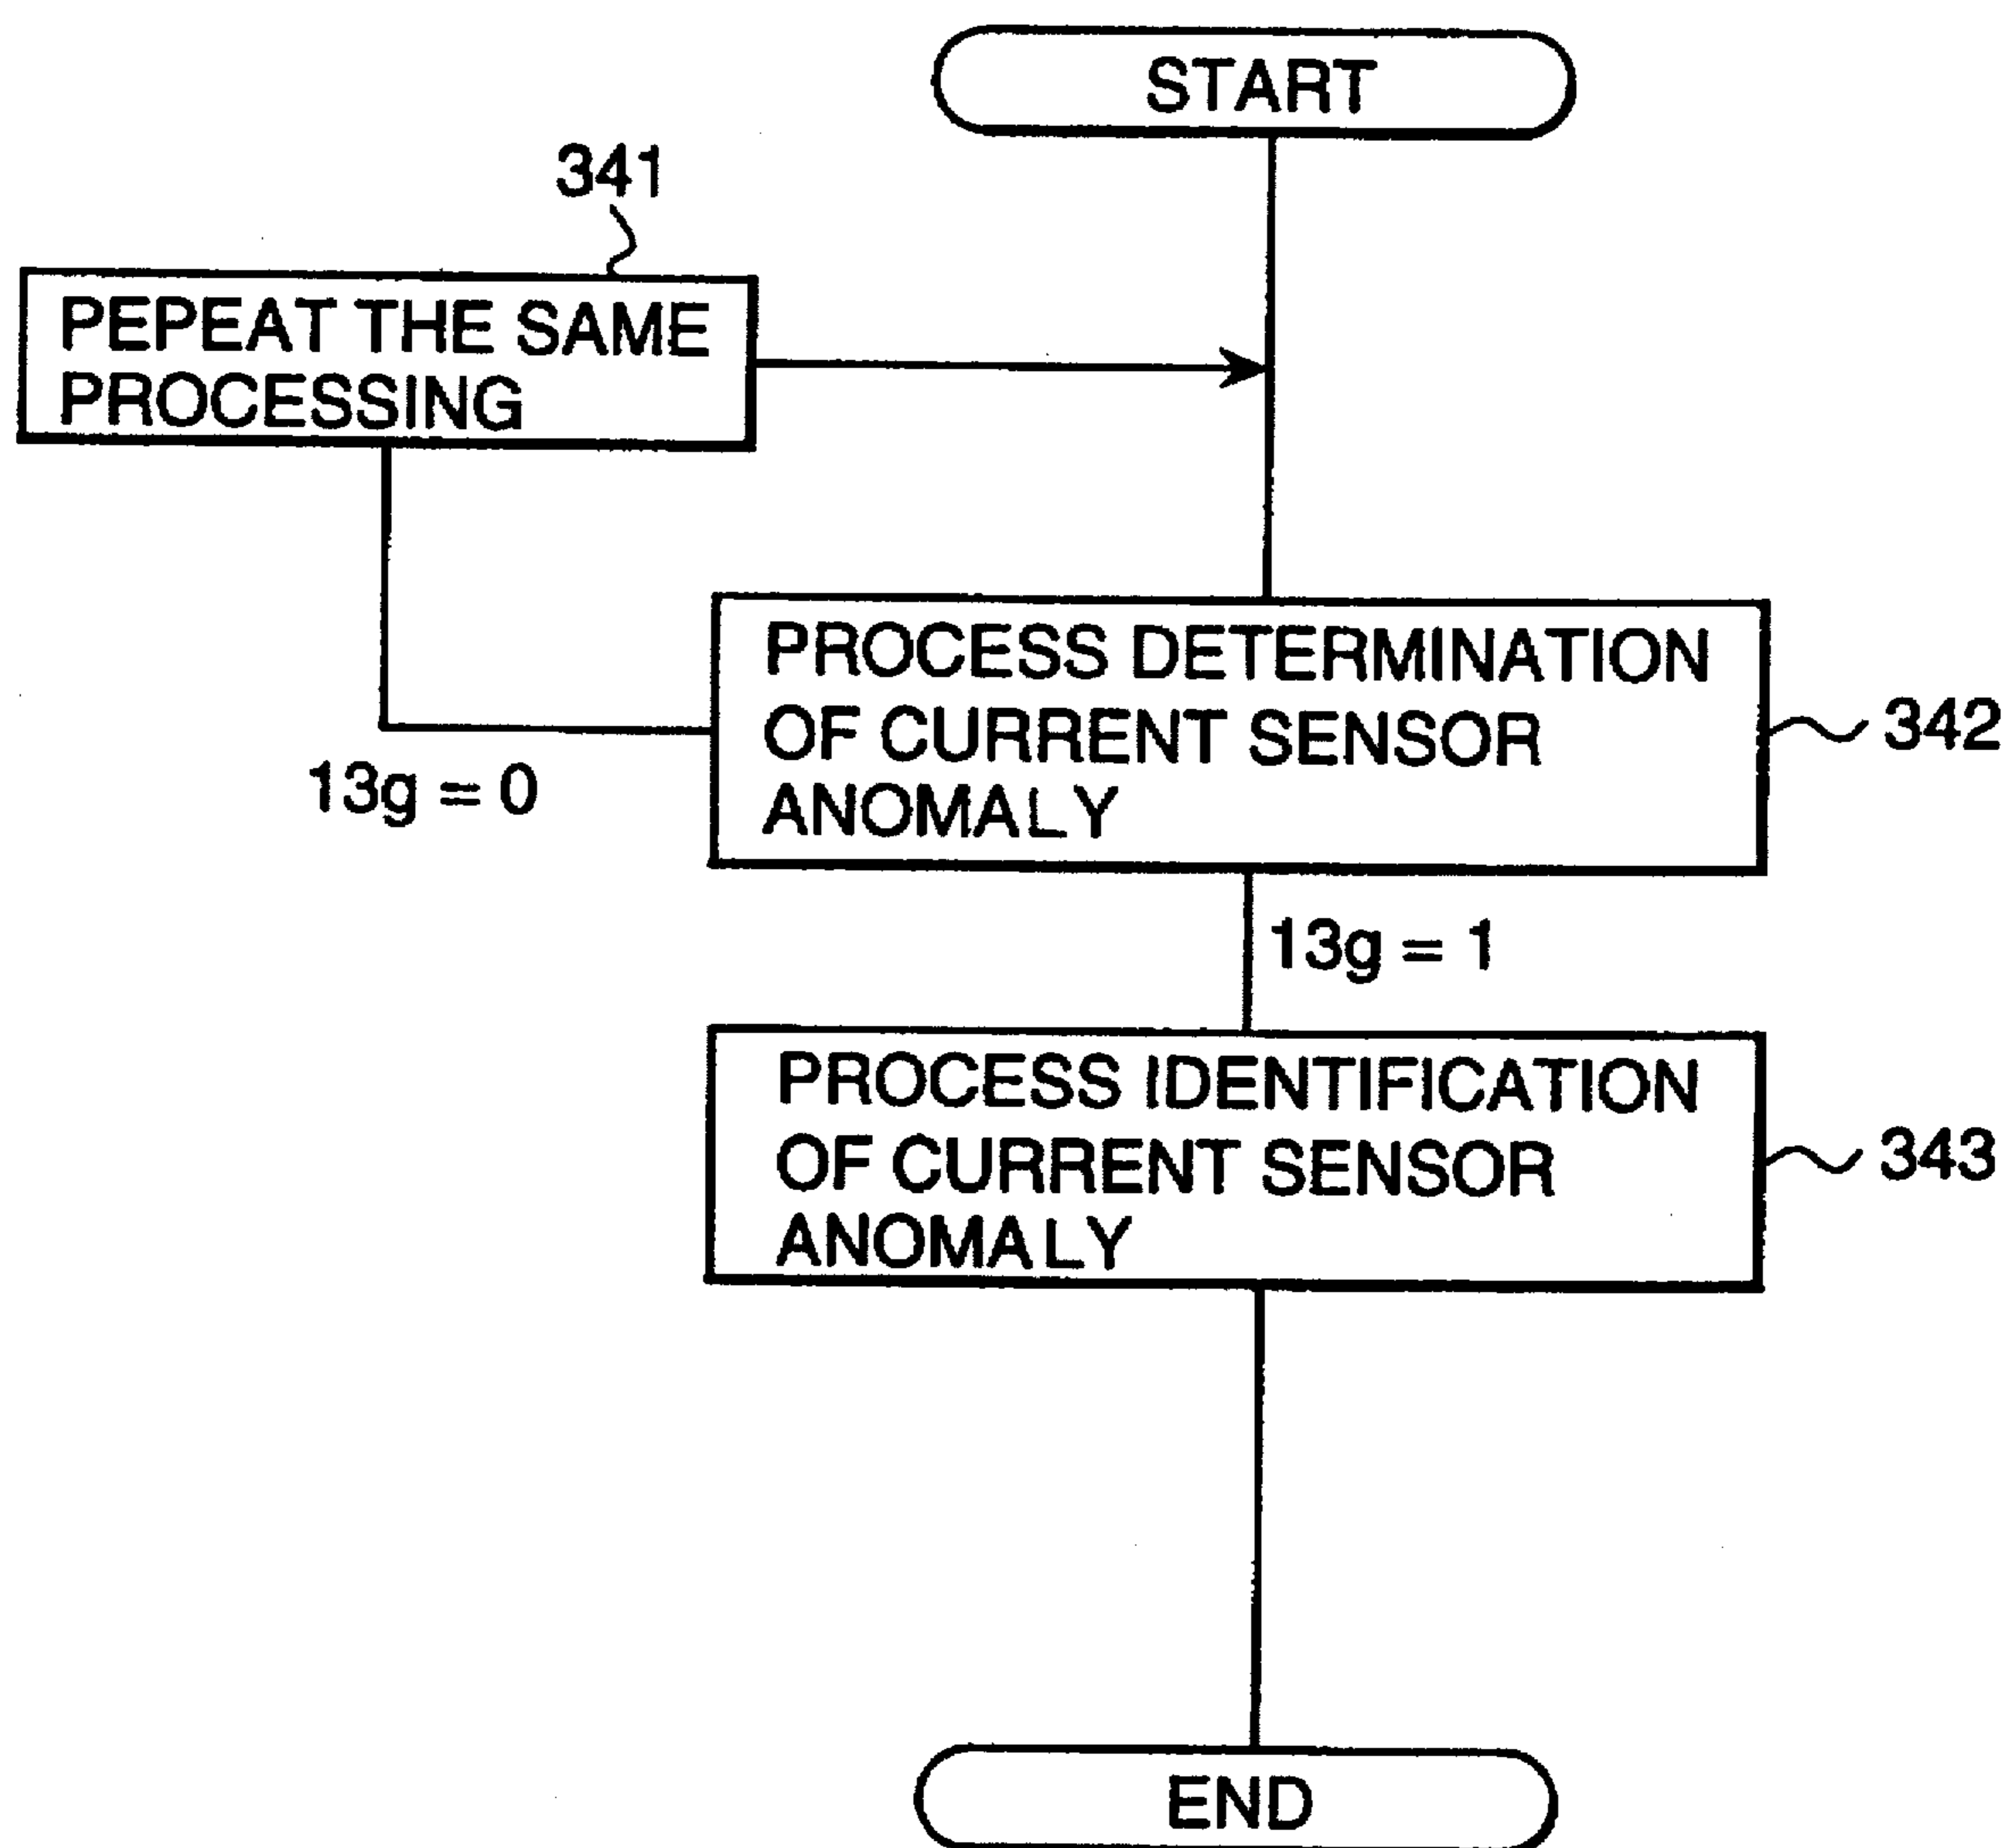 START
341
PEPEAT THE SAME
PROCESSING
PROCESS DETERMINATION
OF CURRENT SENSOR
ANOMALY
342
13g = 0
13g = 1
PROCESS IDENTIFICATION
OF CURRENT SENSOR
ANOMALY
343
END